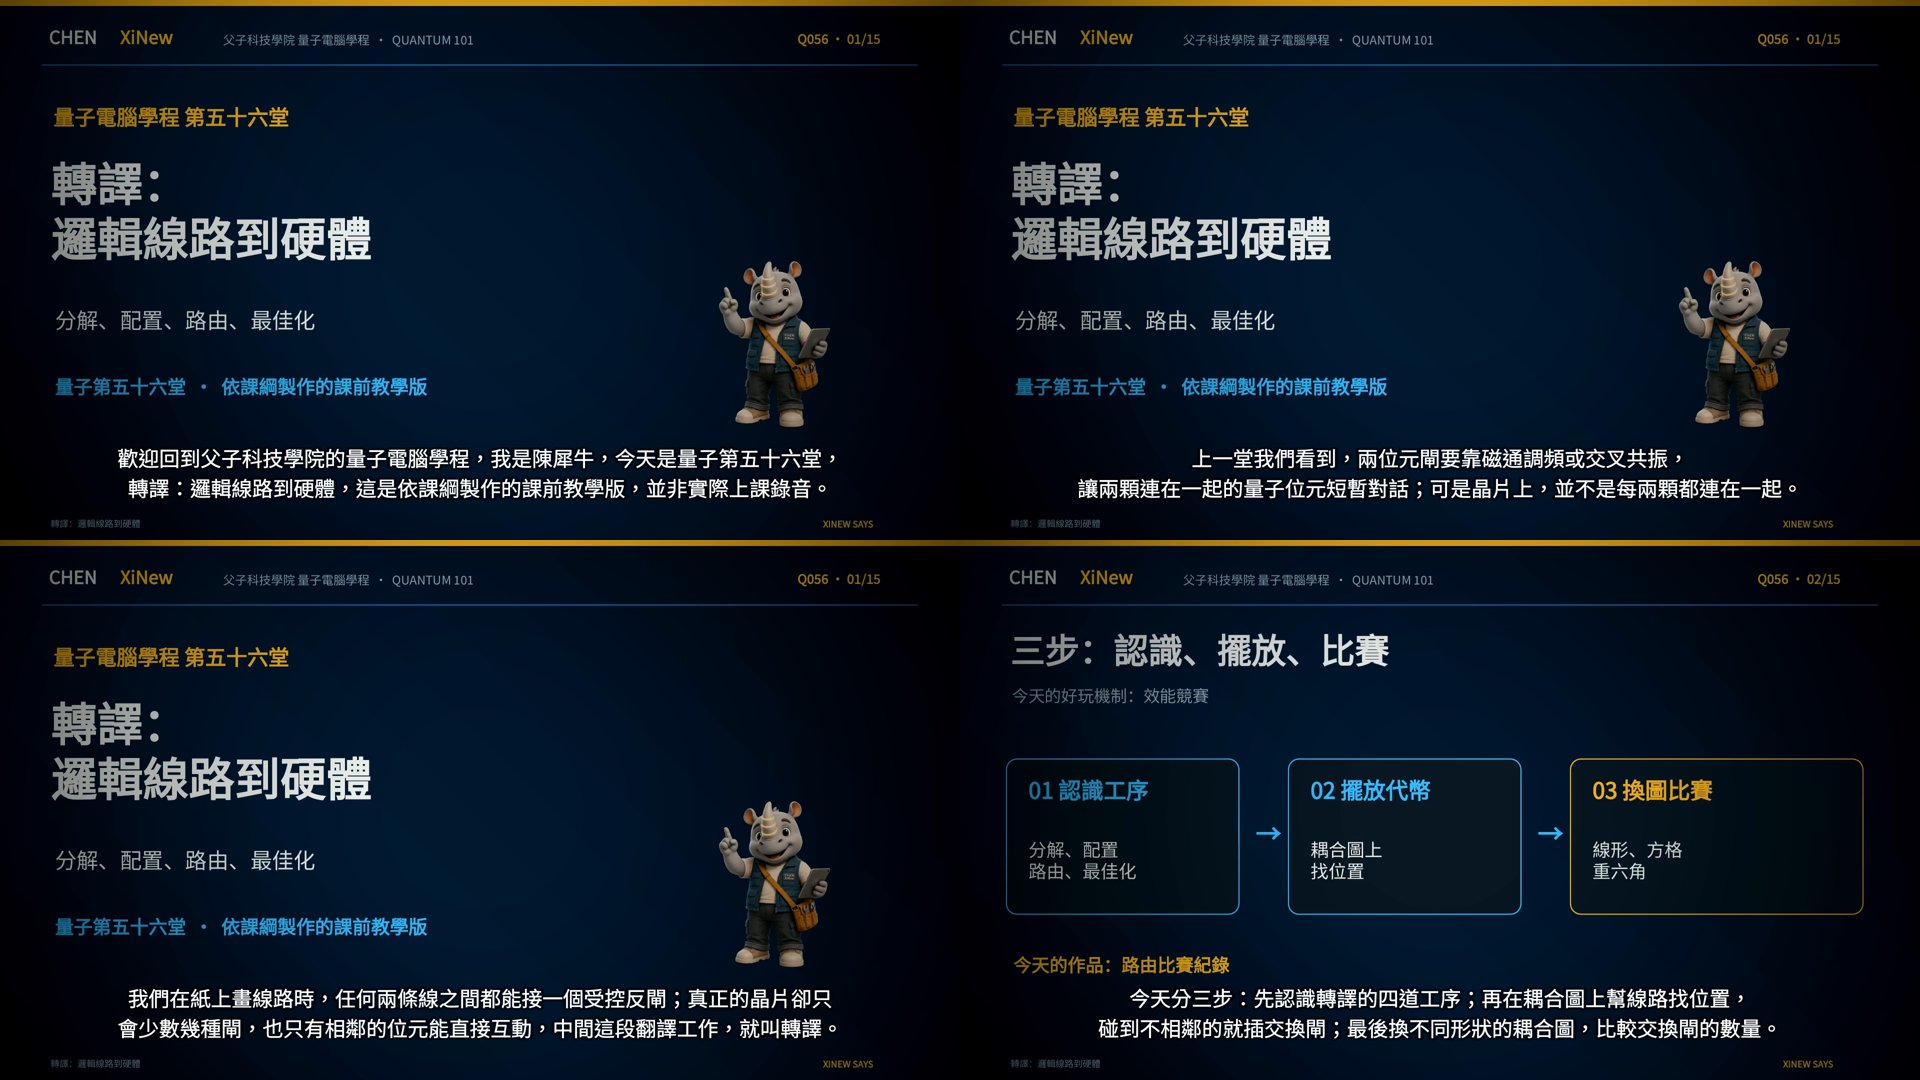 CHEN XiNew 父子科技學院 量子電腦學程 · QUANTUM 101 Q056 · 01/15
量子電腦學程 第五十六堂
轉譯：
邏輯線路到硬體
分解、配置、路由、最佳化
量子第五十六堂 · 依課綱製作的課前教學版
歡迎回到父子科技學院的量子電腦學程，我是陳犀牛，今天是量子第五十六堂，
轉譯：邏輯線路到硬體，這是依課綱製作的課前教學版，並非實際上課錄音。
轉譯：邏輯線路到硬體 XINEW SAYS
CHEN XiNew 父子科技學院 量子電腦學程 · QUANTUM 101 Q056 · 01/15
量子電腦學程 第五十六堂
轉譯：
邏輯線路到硬體
分解、配置、路由、最佳化
量子第五十六堂 · 依課綱製作的課前教學版
上一堂我們看到，兩位元閘要靠磁通調頻或交叉共振，
讓兩顆連在一起的量子位元短暫對話；可是晶片上，並不是每兩顆都連在一起。
轉譯：邏輯線路到硬體 XINEW SAYS
CHEN XiNew 父子科技學院 量子電腦學程 · QUANTUM 101 Q056 · 01/15
量子電腦學程 第五十六堂
轉譯：
邏輯線路到硬體
分解、配置、路由、最佳化
量子第五十六堂 · 依課綱製作的課前教學版
我們在紙上畫線路時，任何兩條線之間都能接一個受控反閘；真正的晶片卻只
會少數幾種閘，也只有相鄰的位元能直接互動，中間這段翻譯工作，就叫轉譯。
轉譯：邏輯線路到硬體 XINEW SAYS
CHEN XiNew 父子科技學院 量子電腦學程 · QUANTUM 101 Q056 · 02/15
三步：認識、擺放、比賽
今天的好玩機制：效能競賽
01 認識工序
分解、配置
路由、最佳化
→
02 擺放代幣
耦合圖上
找位置
→
03 換圖比賽
線形、方格
重六角
今天的作品：路由比賽紀錄
今天分三步：先認識轉譯的四道工序；再在耦合圖上幫線路找位置，
碰到不相鄰的就插交換閘；最後換不同形狀的耦合圖，比較交換閘的數量。
轉譯：邏輯線路到硬體 XINEW SAYS